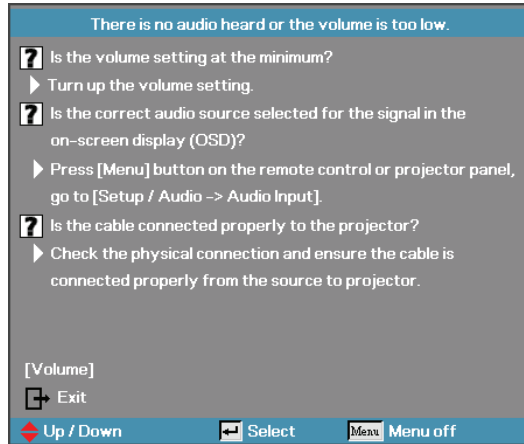 There is no audio heard or the volume is too low.
? Is the volume setting at the minimum?
Turn up the volume setting.
? Is the correct audio source selected for the signal in the
on-screen display (OSD)?
Press [Menu] button on the remote control or projector panel,
go to [Setup / Audio -> Audio Input].
? Is the cable connected properly to the projector?
Check the physical connection and ensure the cable is
connected properly from the source to projector.
[Volume]
Exit
Up / Down Select Menu Menu off